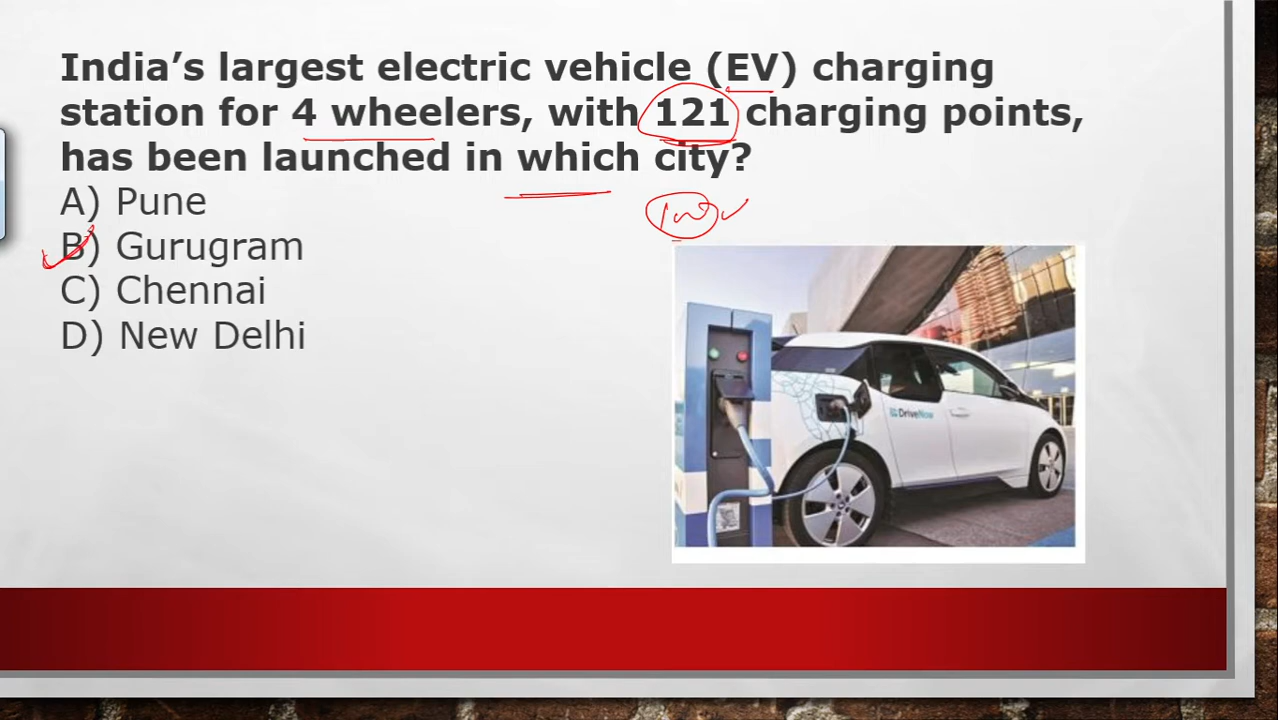 India’s largest electric vehicle (EV) charging
station for 4 wheelers, with 121 charging points,
has been launched in which city?
A) Pune
B) Gurugram
C) Chennai
D) New Delhi
DriveNow